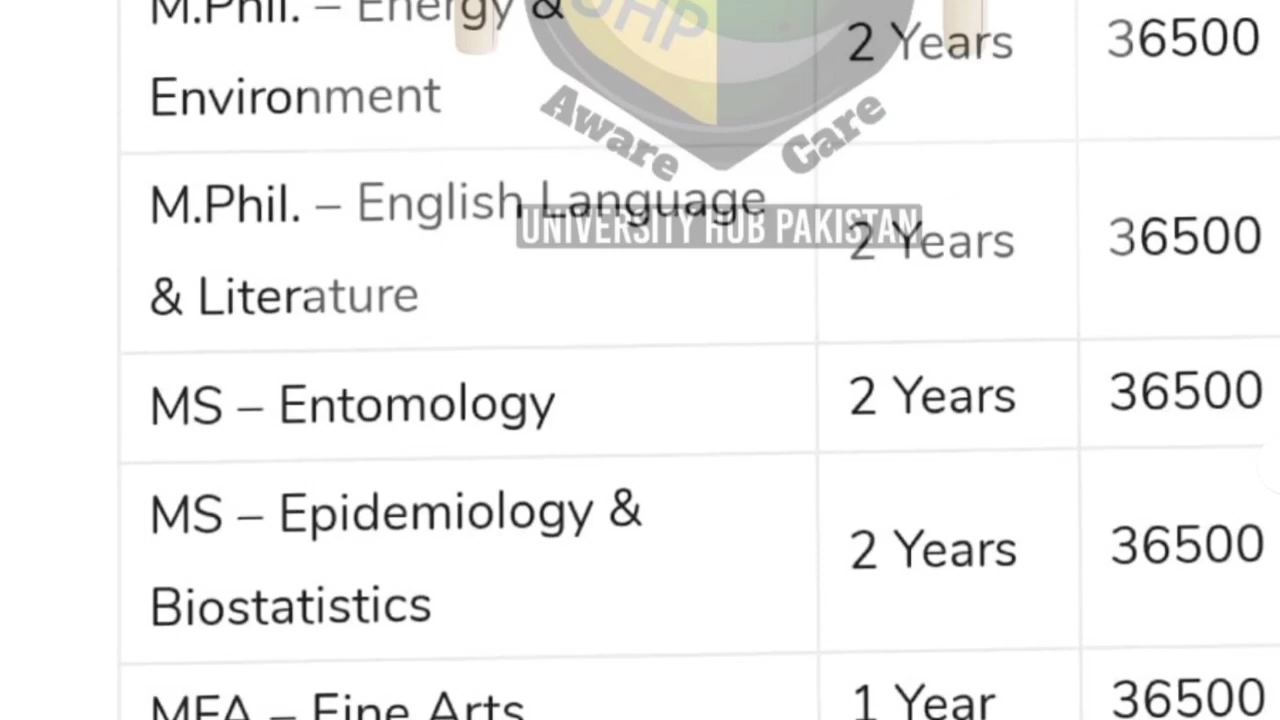 M.Phil. – Energy &
Environment
2 Years
36500
UHP
Aware
Care
M.Phil. – English Language
& Literature
2 Years
36500
UNIVERSITY HUB PAKISTAN
MS – Entomology
2 Years
36500
MS – Epidemiology &
Biostatistics
2 Years
36500
MFA – Fine Arts
1 Year
36500